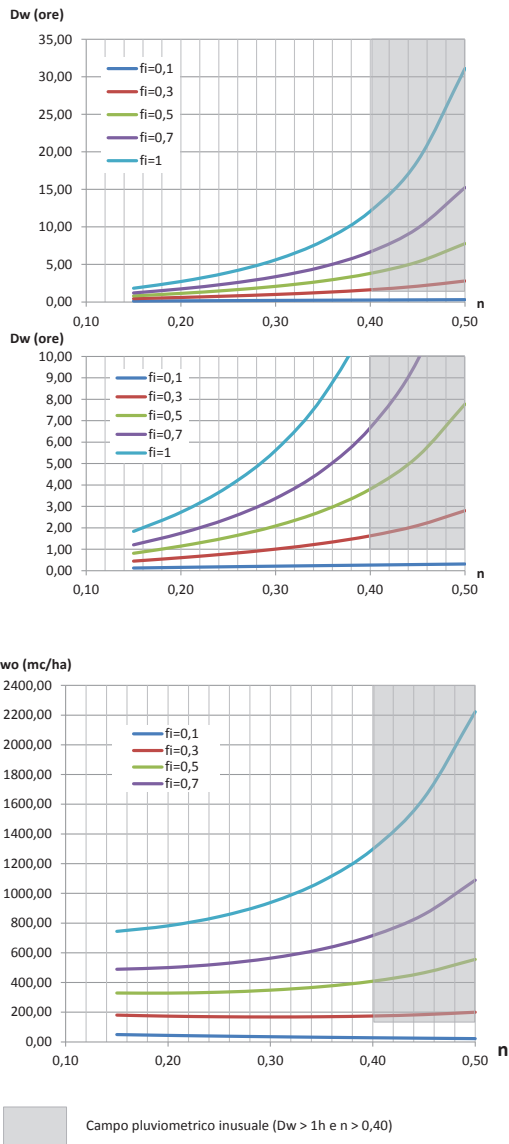 Dw (ore)
35,00
30,00
25,00
20,00
15,00
10,00
5,00
0,00
fi=0,1
fi=0,3
fi=0,5
fi=0,7
fi=1
0,10
0,20
0,30
0,40
0,50
n
Dw (ore)
10,00
9,00
8,00
7,00
6,00
5,00
4,00
3,00
2,00
1,00
0,00
fi=0,1
fi=0,3
fi=0,5
fi=0,7
fi=1
0,10
0,20
0,30
0,40
0,50
n
wo (mc/ha)
2400,00
2200,00
2000,00
1800,00
1600,00
1400,00
1200,00
1000,00
800,00
600,00
400,00
200,00
0,00
fi=0,1
fi=0,3
fi=0,5
fi=0,7
0,10
0,20
0,30
0,40
0,50
n
Campo pluviometrico inusuale (Dw > 1h e n > 0,40)